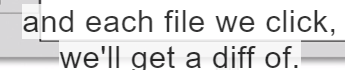 and each file we click,
we'll get a diff of.